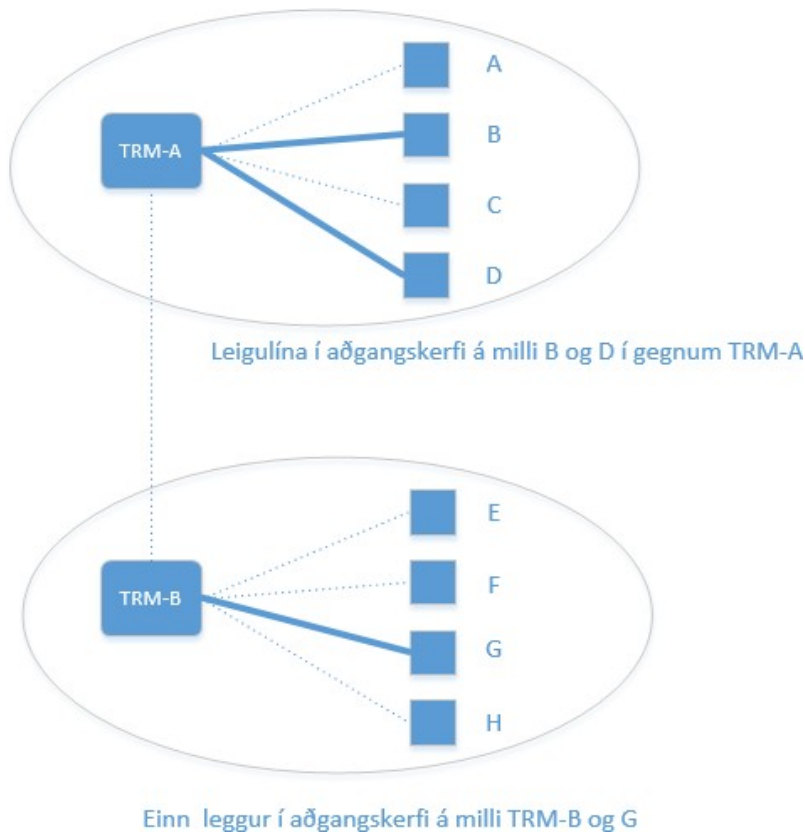 A
TRM-A
B
C
D
Leigulína í aðgangskerfi á milli B og D í gegnum TRM-A
E
TRM-B
F
G
H
Einn leggur í aðgangskerfi á milli TRM-B og G